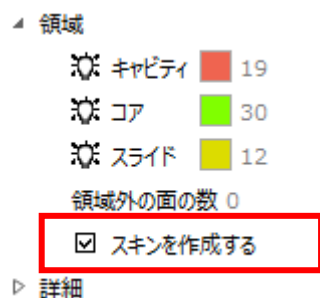 領域
キャビティ 19
コア 30
スライド 12
領域外の面の数 0
スキンを作成する
詳細